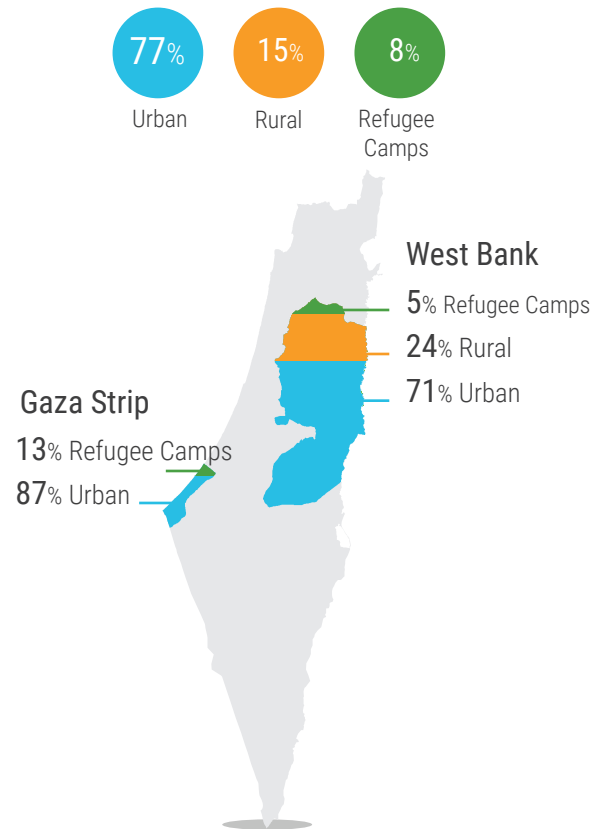 77% 15% 8%
Urban Rural Refugee
Camps
West Bank
5% Refugee Camps
24% Rural
71% Urban
Gaza Strip
13% Refugee Camps
87% Urban